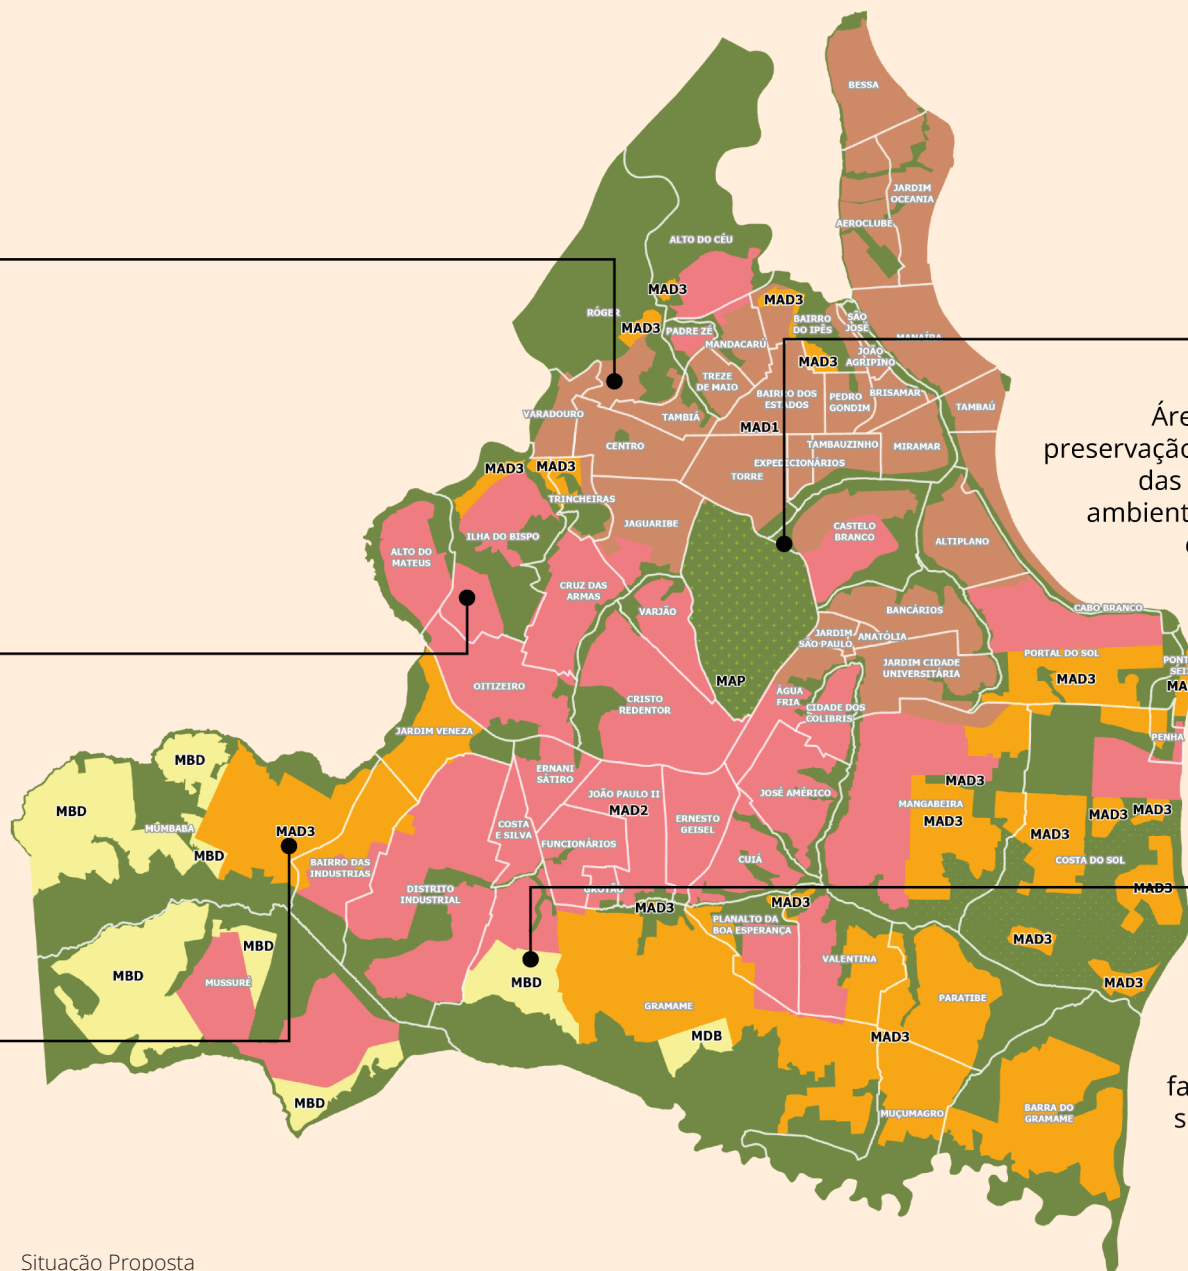 BESSA
JARDIM
OCEANIA
AEROCLUBE
ALTO DO CÉU
MAD3
MAD3
BAIRRO
DO IPÊS
SÃO
JOSÉ
RÓGER
MAD3
PADRE ZÉ
MANDACARÚ
MANAÍRA
JOÃO
AGRIPINO
MAD3
TREZE
DE MAIO
BAIRRO DOS
ESTADOS
PEDRO
GONDIM
BRISAMAR
TAMBAÚ
VARADOURO
TAMBIÁ
MAD1
Áre
preservação
das
ambient
CENTRO
TAMBAUZINHO
MIRAMAR
EXPEDICIONÁRIOS
TORRE
MAD3
MAD3
TRINCHEIRAS
JAGUARIBE
CASTELO
BRANCO
ALTIPLANO
ILHA DO BISPO
ALTO DO
MATEUS
CRUZ DAS
ARMAS
VARJÃO
BANCÁRIOS
CABO BRANCO
JARDIM
SÃO PAULO
ANATÓLIA
JARDIM CIDADE
UNIVERSITÁRIA
PORTAL DO SOL
MAD3
PONT
SEI
MA
OITIZEIRO
MAP
CRISTO
REDENTOR
ÁGUA
FRIA
CIDADE DOS
COLIBRIS
JARDIM VENEZA
PENHA
MBD
ERNANI
SÁTIRO
JOÃO PAULO II
MAD2
JOSÉ AMÉRICO
MAD3
MANGABEIRA
MAD3
MBD
MUMBABA
MAD3
MBD
COSTA
E SILVA
FUNCIONÁRIOS
ERNESTO
GEISEL
MAD3
MAD3
MAD3
BAIRRO DAS
INDUSTRIAS
CUIÁ
COSTA DO SOL
DISTRITO
INDUSTRIAL
GROTÃO
MAD3
MAD3
MAD3
PLANALTO DA
BOA ESPERANÇA
MAD3
MBD
MBD
MUSSURÉ
MBD
VALENTINA
MAD3
GRAMAME
PARATIBE
MDB
MAD3
MBD
MUÇUMAGRO
BARRA DO
GRAMAME
fa
s
Situação Proposta